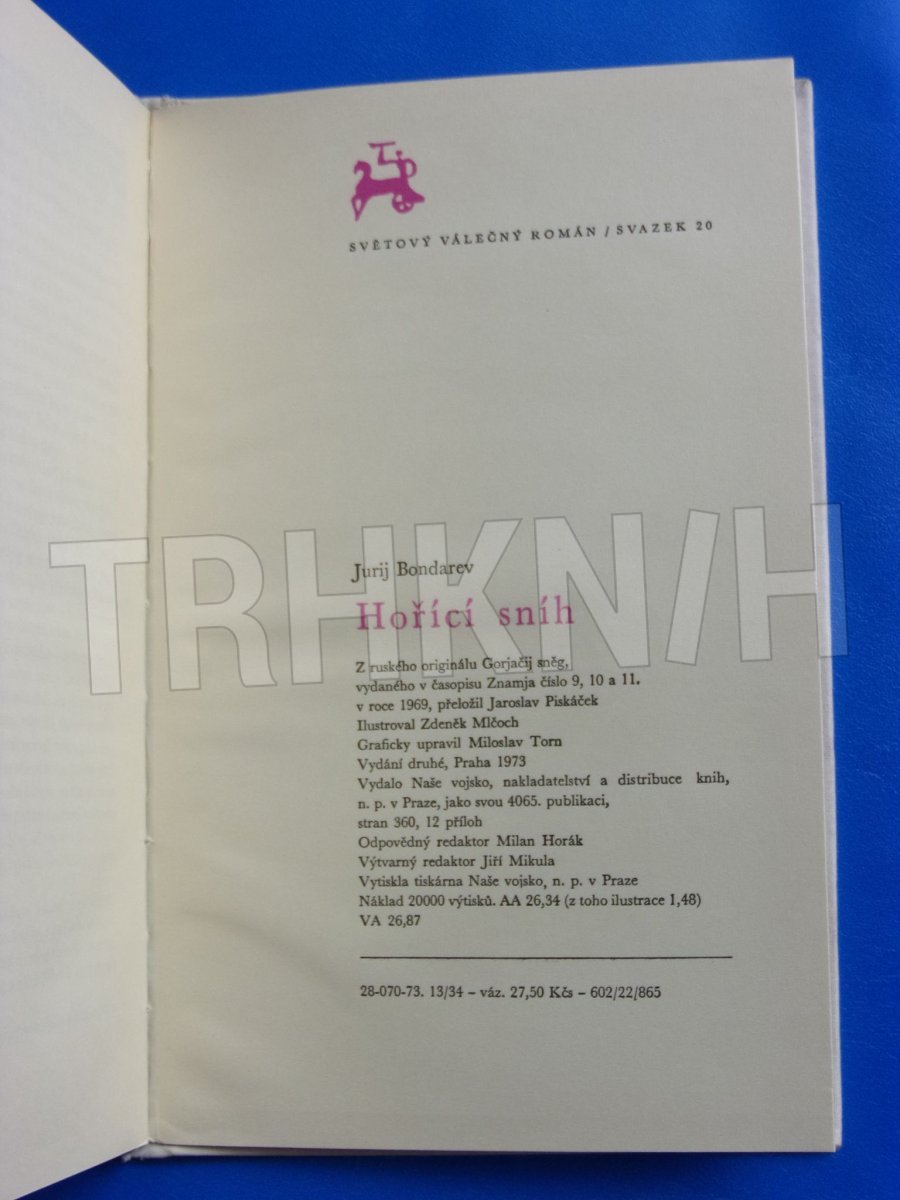 SVĚTOVÝ VÁLEČNÝ ROMÁN / SVAZEK 20
TRHKNIH
Jurij Bondarev
Hořící sníh
Z ruského originálu Gorjačij sněg,
vydaného v časopisu Znamja číslo 9, 10 a 11.
v roce 1969, přeložil Jaroslav Piskáček
Ilustroval Zdeněk Mlčoch
Graficky upravil Miloslav Torn
Vydání druhé, Praha 1973
Vydalo Naše vojsko, nakladatelství a distribuce knih,
n. p. v Praze, jako svou 4065. publikaci,
stran 360, 12 příloh
Odpovědný redaktor Milan Horák
Výtvarný redaktor Jiří Mikula
Vytiskla tiskárna Naše vojsko, n. p. v Praze
Náklad 20000 výtisků. AA 26,34 (z toho ilustrace 1,48)
VA 26,87
28-070-73. 13/34 – váz. 27,50 Kčs – 602/22/865